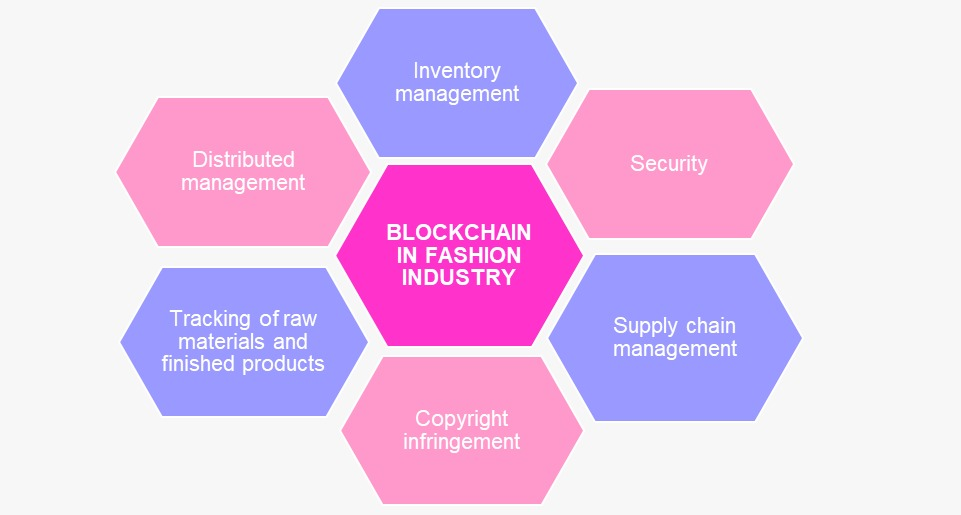 Inventory
management
Distributed
management
Security
BLOCKCHAIN
IN FASHION
INDUSTRY
Tracking of raw
materials and
finished products
Supply chain
management
Copyright
infringement